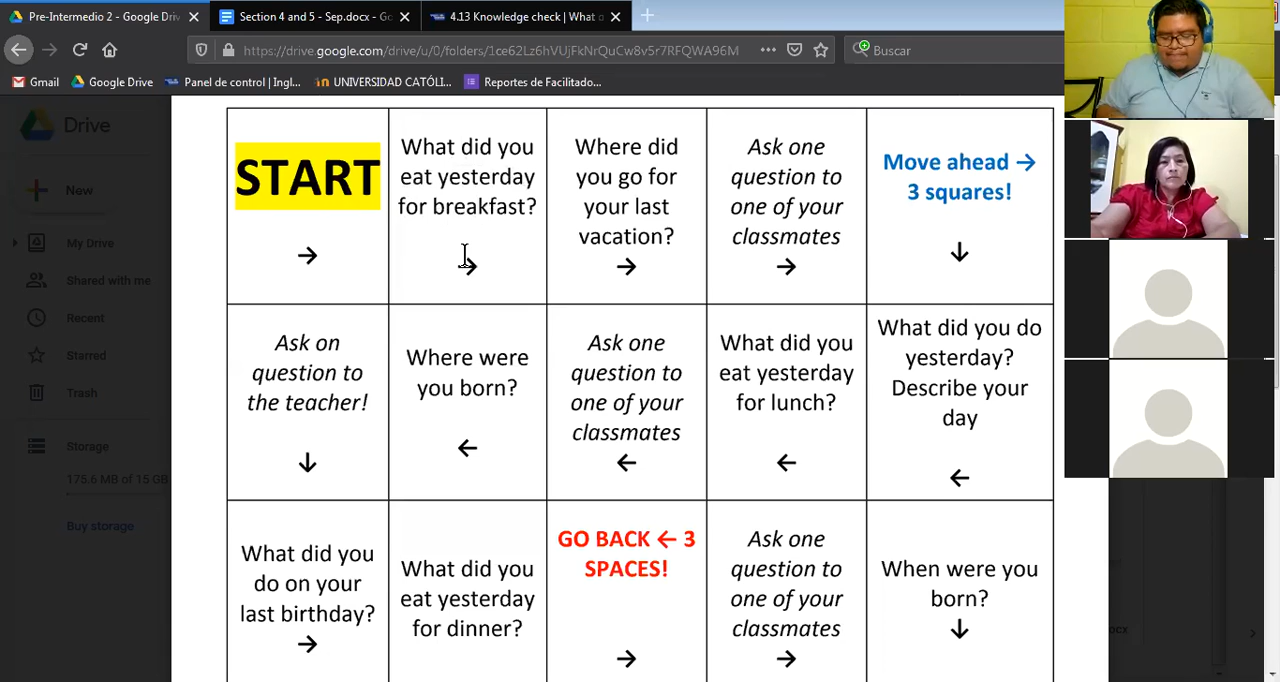 Pre-Intermedio 2 - Google Dri
Section 4 and 5 - Sep.docx - Go
4.13 Knowledge check | What
https://drive.google.com/drive/u/0/folders/1ce62Lz6hVUjFkNrQuCw8v5r7RFQWA96M
Buscar
Gmail
Google Drive
Panel de control | Ingl...
UNIVERSIDAD CATÓLI...
Reportes de Facilitado...
Drive
New
My Drive
Shared with me
Recent
Starred
Trash
Storage
175.6 MB of 15 GB
Buy storage
START
→
What did you
eat yesterday
for breakfast?
→
Where did
you go for
your last
vacation?
→
Ask one
question to
one of your
classmates
→
Move ahead →
3 squares!
↓
Ask on
question to
the teacher!
↓
Where were
you born?
←
Ask one
question to
one of your
classmates
←
What did you
eat yesterday
for lunch?
←
What did you do
yesterday?
Describe your
day
←
What did you
do on your
last birthday?
→
What did you
eat yesterday
for dinner?
GO BACK ← 3
SPACES!
→
Ask one
question to
one of your
classmates
→
When were you
born?
↓